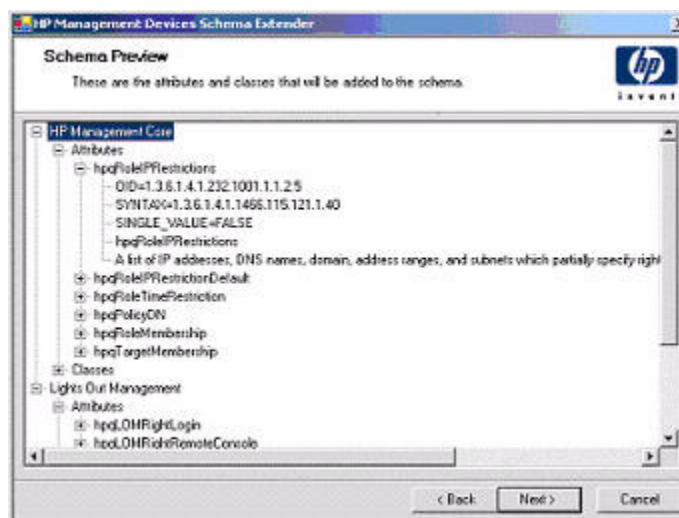 HP Management Devices Schema Extender
Schema Preview
These are the attributes and classes that will be added to the schema.
hp
invent
HP Management Core
Attributes
hpqRoleIPRestrictions
OID=1.3.6.1.4.1.232.1001.1.1.2.5
SYNTAX=1.3.6.1.4.1.1466.115.121.1.40
SINGLE_VALUE=FALSE
hpqRoleIPRestrictions
A list of IP addresses, DNS names, domain, address ranges, and subnets which partially specify right
hpqRoleIPRestrictionDefault
hpqRoleTimeRestriction
hpqPolicyDN
hpqRoleMembership
hpqTargetMembership
Classes
Lights Out Management
Attributes
hpqLOMRightLogin
hpqLOMRightRemoteConsole
< Back
Next >
Cancel